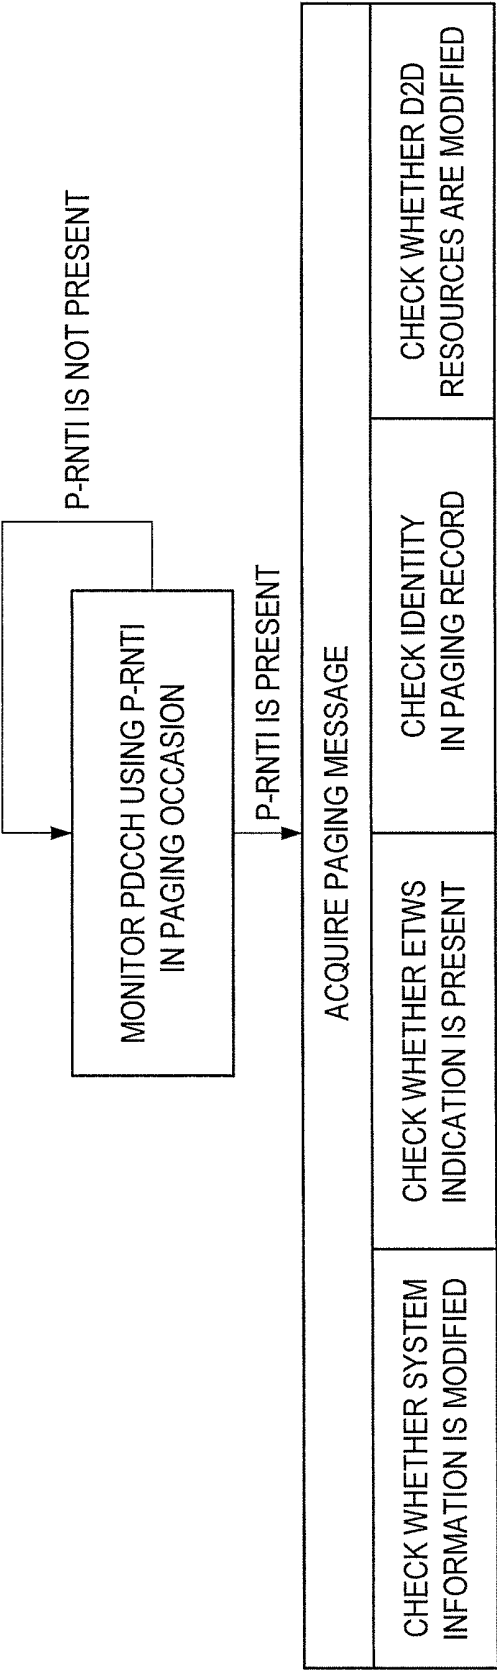 P-RNTI IS NOT PRESENT
MONITOR PDCCH USING P-RNTI
IN PAGING OCCASION
P-RNTI IS PRESENT
ACQUIRE PAGING MESSAGE
CHECK WHETHER SYSTEM
INFORMATION IS MODIFIED
CHECK WHETHER ETWS
INDICATION IS PRESENT
CHECK IDENTITY
IN PAGING RECORD
CHECK WHETHER D2D
RESOURCES ARE MODIFIED